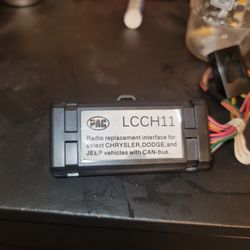 PAC
LCCH11
Radio replacement interface for
select CHRYSLER, DODGE, and
JEEP vehicles with CAN-bus.